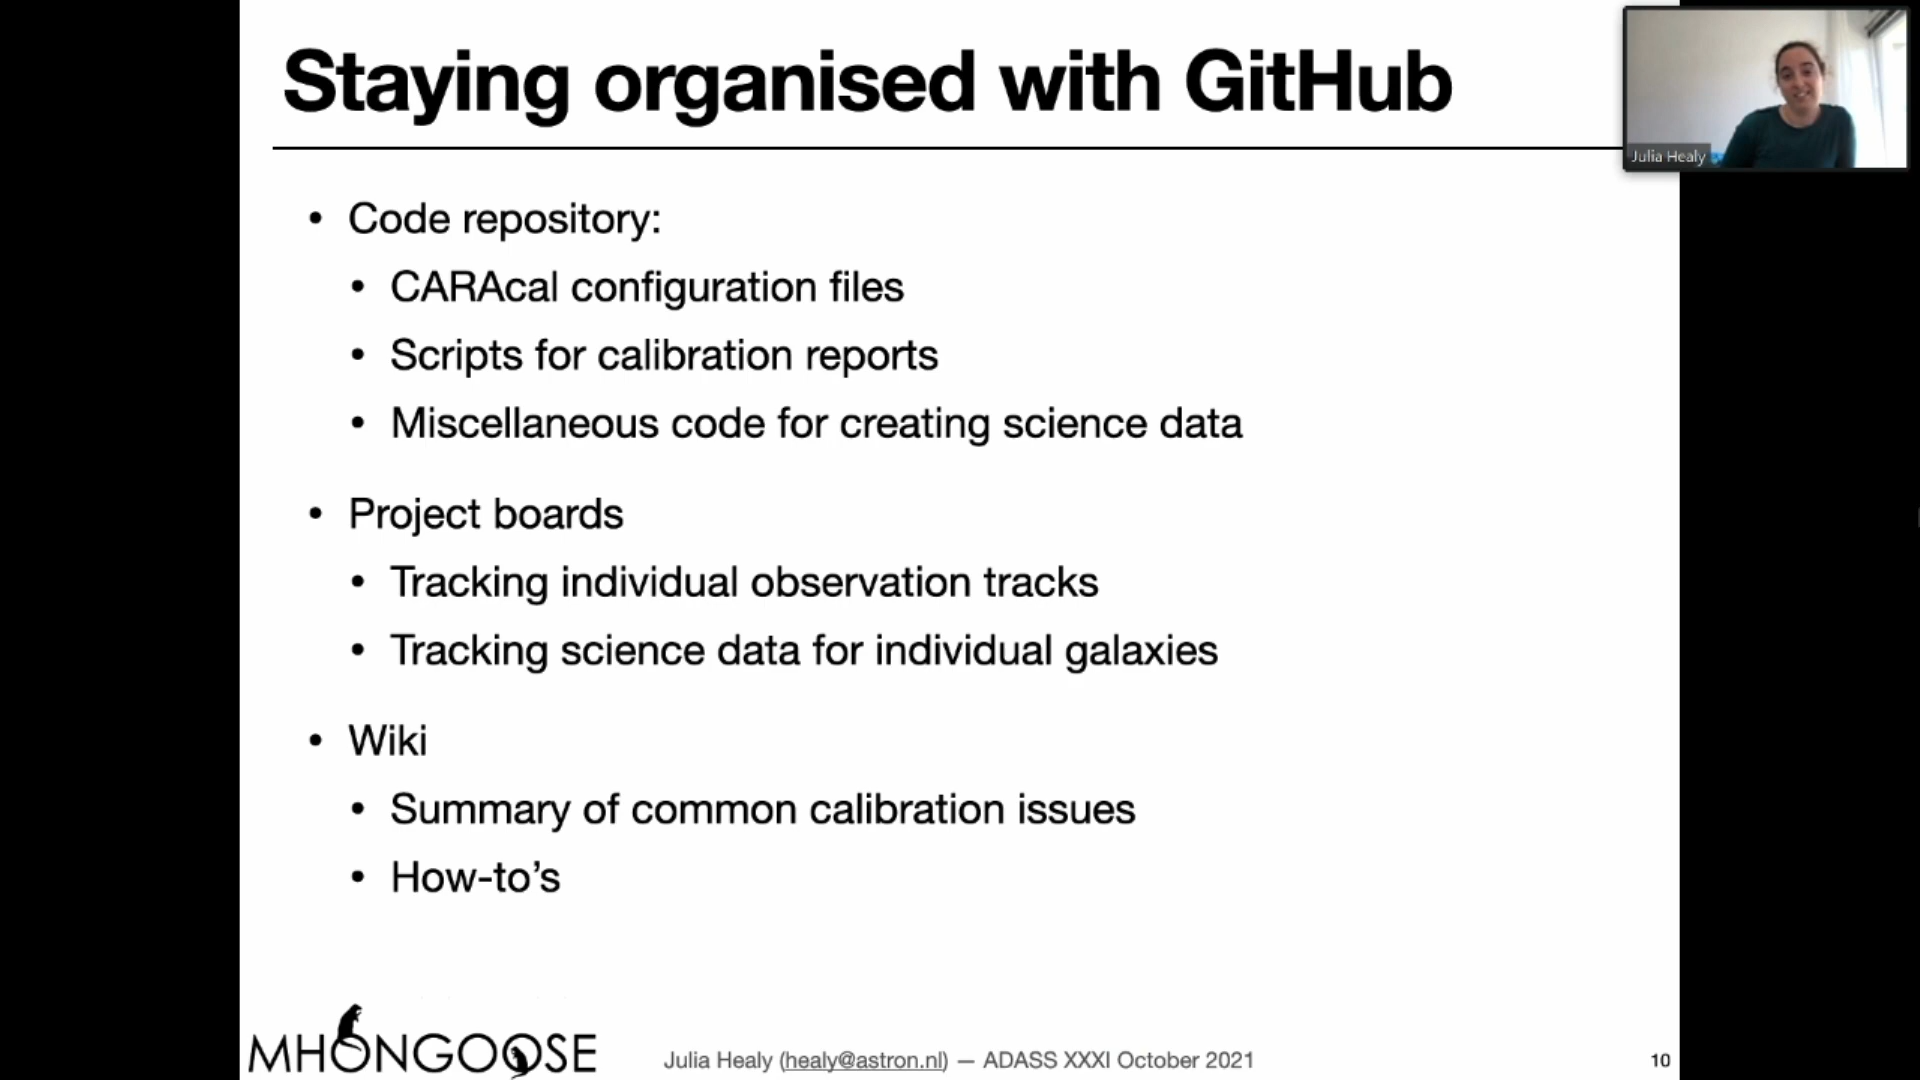 Staying organised with GitHub
Julia Healy
• Code repository:
• CARAcal configuration files
• Scripts for calibration reports
• Miscellaneous code for creating science data
• Project boards
• Tracking individual observation tracks
• Tracking science data for individual galaxies
• Wiki
• Summary of common calibration issues
• How-to’s
MHONGOOSE
Julia Healy (healy@astron.nl) — ADASS XXXI October 2021
10